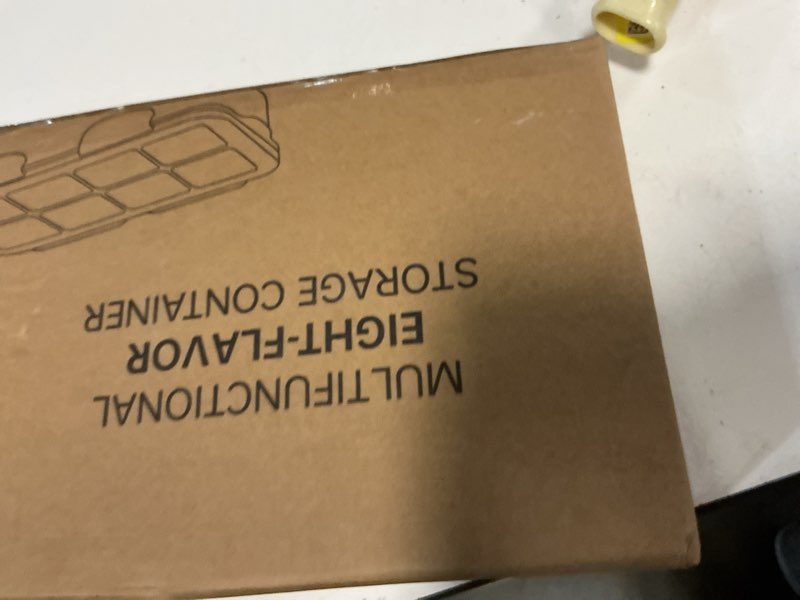 MULTIFUNCTIONAL
EIGHT-FLAVOR
STORAGE CONTAINER